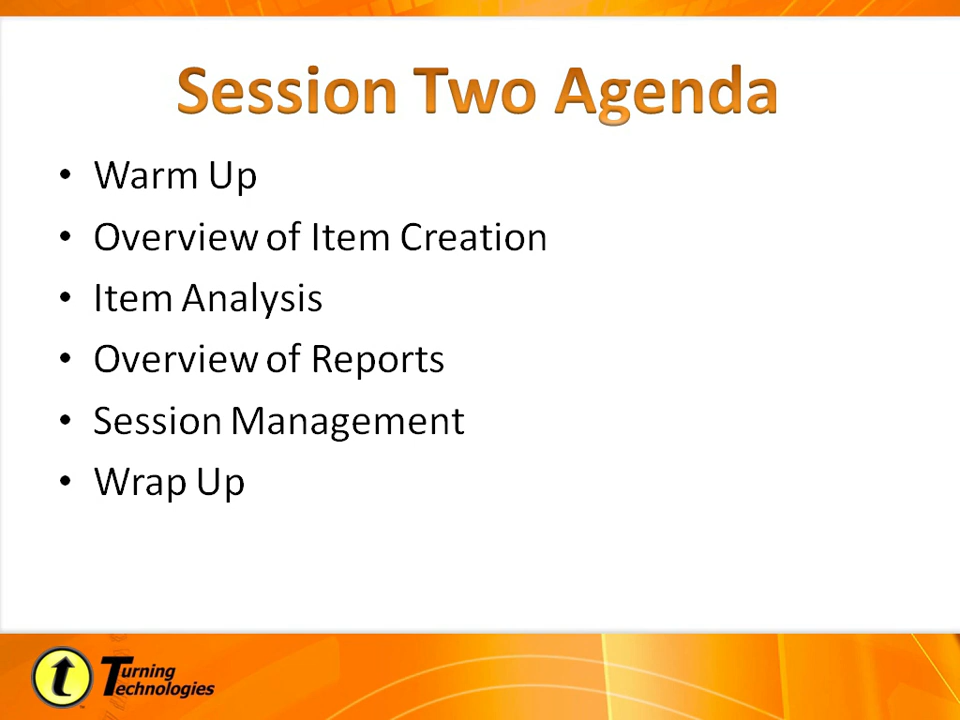 Session Two Agenda
• Warm Up
• Overview of Item Creation
• Item Analysis
• Overview of Reports
• Session Management
• Wrap Up
t
Turning
Technologies
™